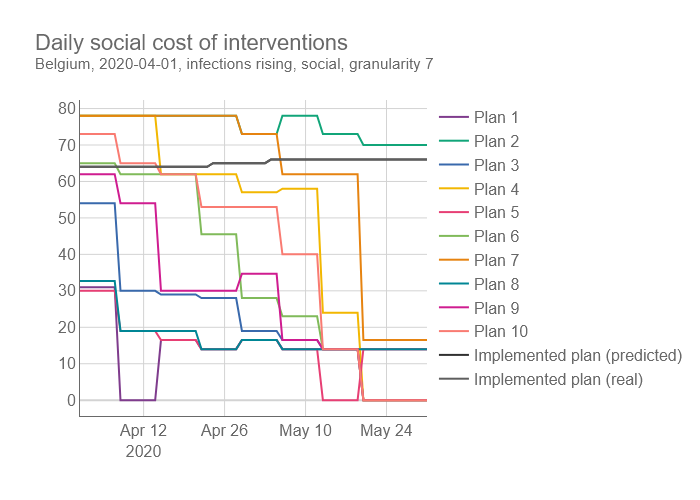 Daily social cost of interventions
Belgium, 2020-04-01, infections rising, social, granularity 7
80
70
60
50
40
30
20
10
0
Apr 12
2020
Apr 26
May 10
May 24
Plan 1
Plan 2
Plan 3
Plan 4
Plan 5
Plan 6
Plan 7
Plan 8
Plan 9
Plan 10
Implemented plan (predicted)
Implemented plan (real)